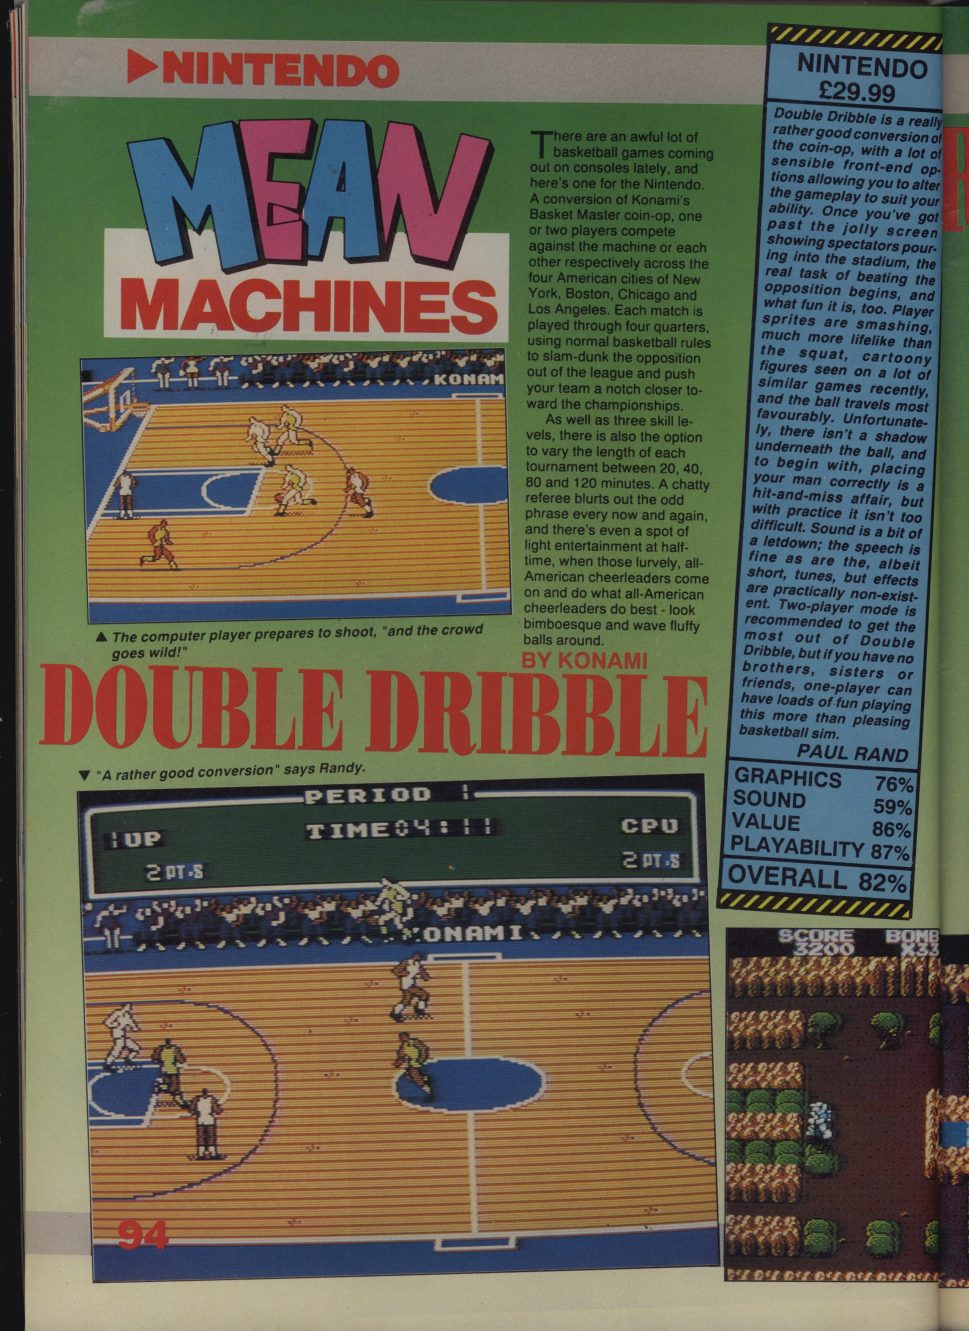 NINTENDO
MEAN
MACHINES
There are an awful lot of
basketball games coming
out on consoles lately, and
here's one for the Nintendo.
A conversion of Konami's
Basket Master coin-op, one
or two players compete
against the machine or each
other respectively across the
four American cities of New
York, Boston, Chicago and
Los Angeles. Each match is
played through four quarters,
using normal basketball rules
to slam-dunk the opposition
out of the league and push
your team a notch closer to-
ward the championships.
As well as three skill le-
vels, there is also the option
to vary the length of each
tournament between 20, 40,
80 and 120 minutes. A chatty
referee blurts out the odd
phrase every now and again,
and there's even a spot of
light entertainment at half-
time, when those lurvely, all-
American cheerleaders come
on and do what all-American
cheerleaders do best - look
bimboesque and wave fluffy
balls around.
BY KONAMI
KONAM
▲ The computer player prepares to shoot, "and the crowd
goes wild!"
DOUBLE DRIBBLE
▼ "A rather good conversion" says Randy.
PERIOD 1
1UP
TIME 04:11
CPU
2 PT.S
2 PT.S
ONAMI
94
NINTENDO
£29.99
Double Dribble is a really
rather good conversion of
the coin-op, with a lot of
sensible front-end op-
tions allowing you to alter
the gameplay to suit your
ability. Once you've got
past the jolly screen
showing spectators pour-
ing into the stadium, the
real task of beating the
opposition begins, and
what fun it is, too. Player
sprites are smashing,
much more lifelike than
the squat, cartoony
figures seen on a lot of
similar games recently,
and the ball travels most
favourably. Unfortunate-
ly, there isn't a shadow
underneath the ball, and
to begin with, placing
your man correctly is a
hit-and-miss affair, but
with practice it isn't too
difficult. Sound is a bit of
a letdown; the speech is
fine as are the, albeit
short, tunes, but effects
are practically non-exist-
ent. Two-player mode is
recommended to get the
most out of Double
Dribble, but if you have no
brothers, sisters or
friends, one-player can
have loads of fun playing
this more than pleasing
basketball sim.
PAUL RAND
GRAPHICS 76%
SOUND 59%
VALUE 86%
PLAYABILITY 87%
OVERALL 82%
SCORE BOMB
3200 X33